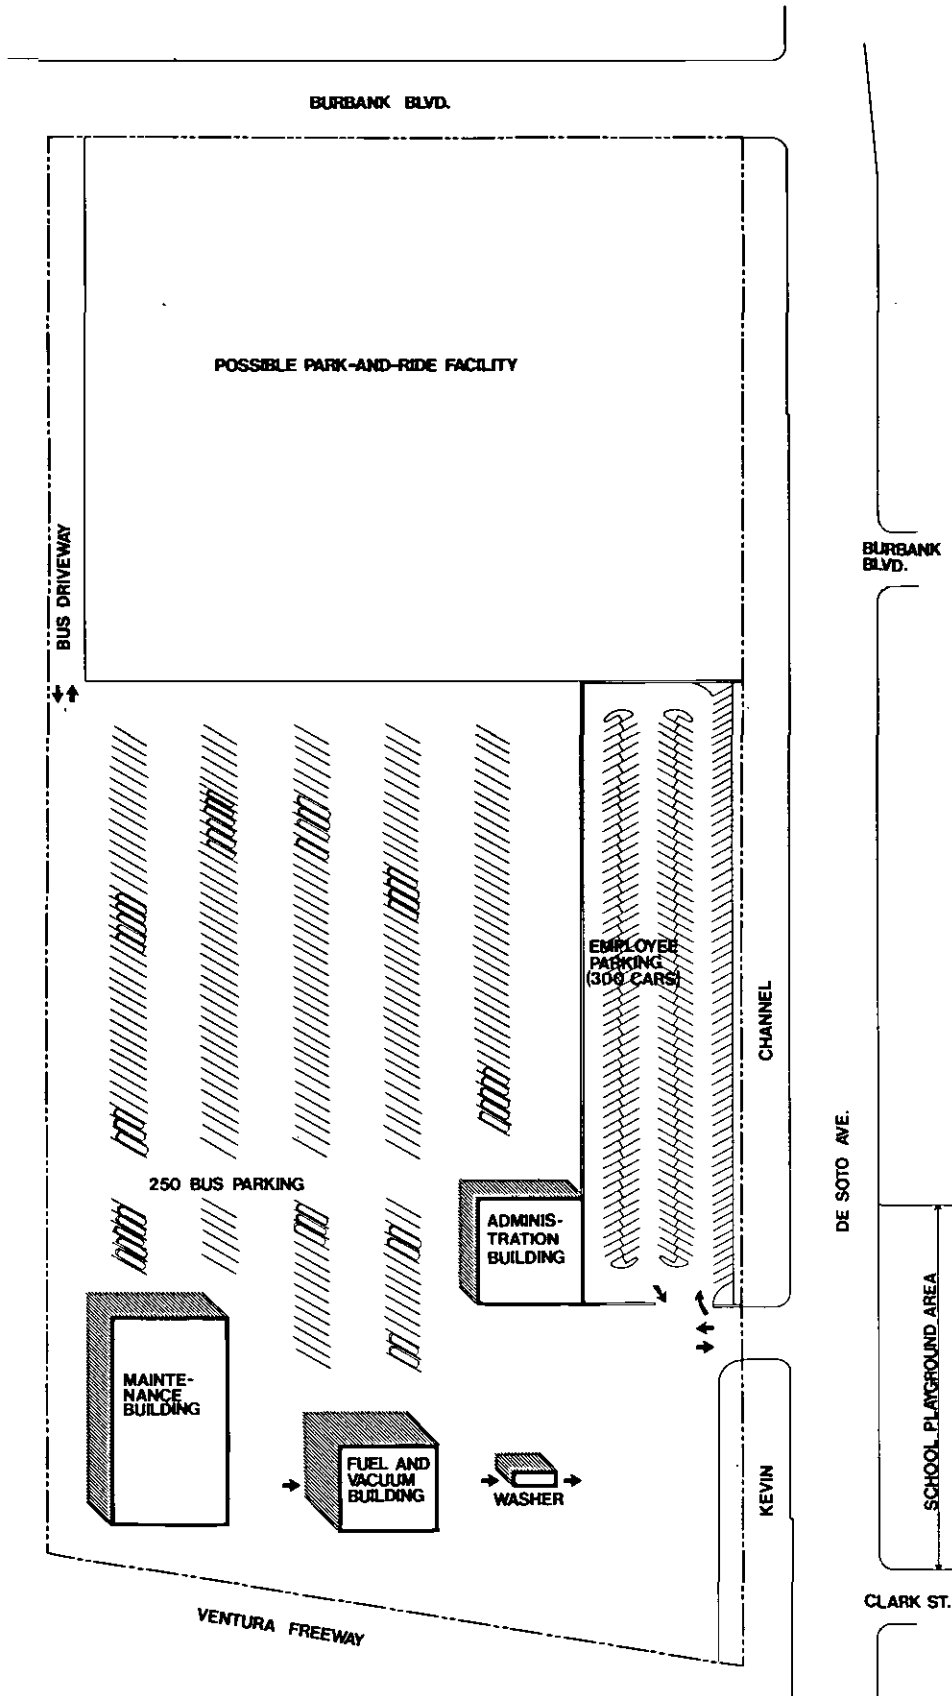 BURBANK BLVD.
POSSIBLE PARK-AND-RIDE FACILITY
BUS DRIVEWAY
BURBANK
BLVD.
EMPLOYEE
PARKING
(300 CARS)
CHANNEL
DE SOTO AVE.
250 BUS PARKING
ADMINIS-
TRATION
BUILDING
SCHOOL PLAYGROUND AREA
MAINTE-
NANCE
BUILDING
FUEL AND
VACUUM
BUILDING
WASHER
KEVIN
CLARK ST.
VENTURA FREEWAY